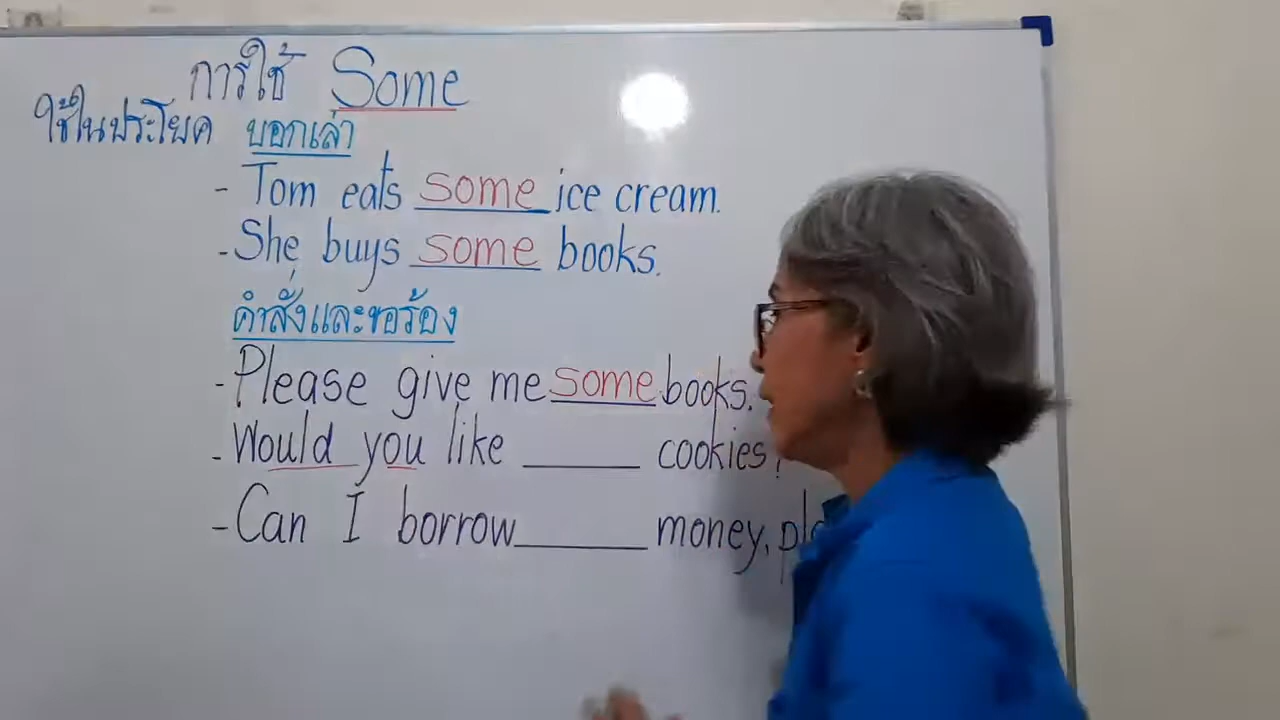 การใช้ Some
ใช้ในประโยค บอกเล่า
- Tom eats some ice cream.
- She buys some books.
คำสั่งและขอร้อง
- Please give me some books.
- Would you like ______ cookies?
- Can I borrow ______ money,